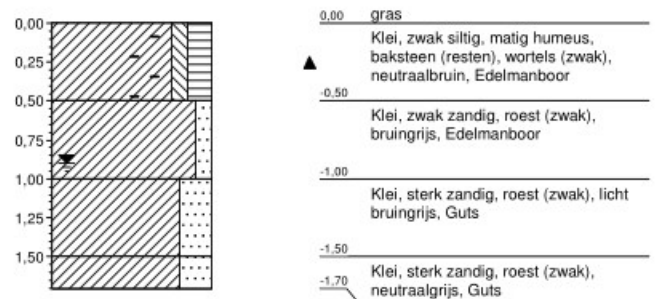 0,00
0,25
0,50
0,75
1,00
1,25
1,50
0,00 gras
Klei, zwak siltig, matig humeus,
baksteen (resten), wortels (zwak),
neutraalbruin, Edelmanboor
-0,50
Klei, zwak zandig, roest (zwak),
bruingrijs, Edelmanboor
-1,00
Klei, sterk zandig, roest (zwak), licht
bruingrijs, Guts
-1,50
Klei, sterk zandig, roest (zwak),
neutraalgrijs, Guts
-1,70